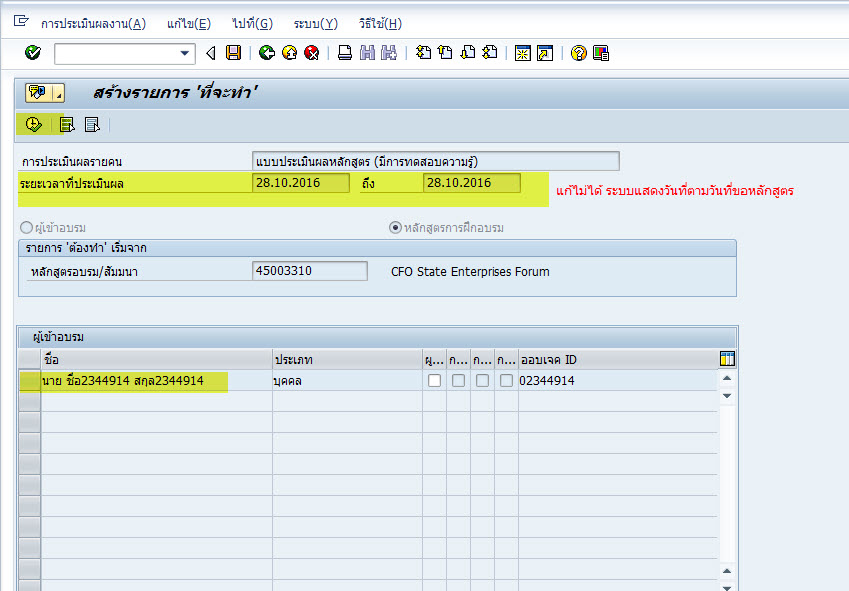 การประเมินผลงาน(A) แก้ไข(E) ไปที่(G) ระบบ(Y) วิธีใช้(H)
สร้างรายการ 'ที่จะทำ'
การประเมินผลรายคน แบบประเมินผลหลักสูตร (มีการทดสอบความรู้)
ระยะเวลาที่ประเมินผล 28.10.2016 ถึง 28.10.2016 แก้ไม่ได้ ระบบแสดงวันที่ตามวันที่ขอหลักสูตร
ผู้เข้าอบรม หลักสูตรการฝึกอบรม
รายการ 'ต้องทำ' เริ่มจาก
หลักสูตรอบรม/สัมมนา 45003310 CFO State Enterprises Forum
ผู้เข้าอบรม
ชื่อ ประเภท ผู... ก... ก... ก... ออบเจค ID
นาย ชื่อ2344914 สกุล2344914 บุคคล 02344914